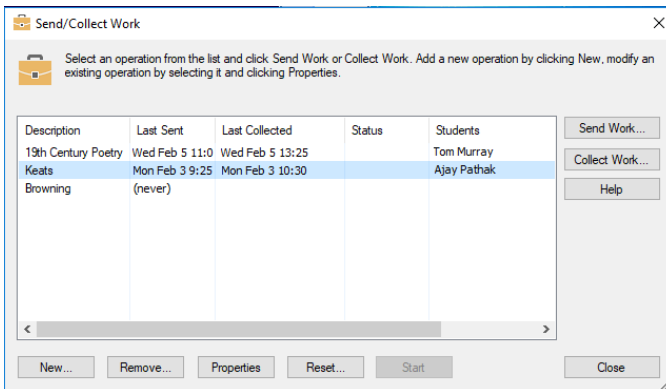 Send/Collect Work
Select an operation from the list and click Send Work or Collect Work. Add a new operation by clicking New, modify an
existing operation by selecting it and clicking Properties.
Description Last Sent Last Collected Status Students
19th Century Poetry Wed Feb 5 11:0 Wed Feb 5 13:25 Tom Murray
Keats Mon Feb 3 9:25 Mon Feb 3 10:30 Ajay Pathak
Browning (never)
Send Work...
Collect Work...
Help
New... Remove... Properties Reset... Start Close